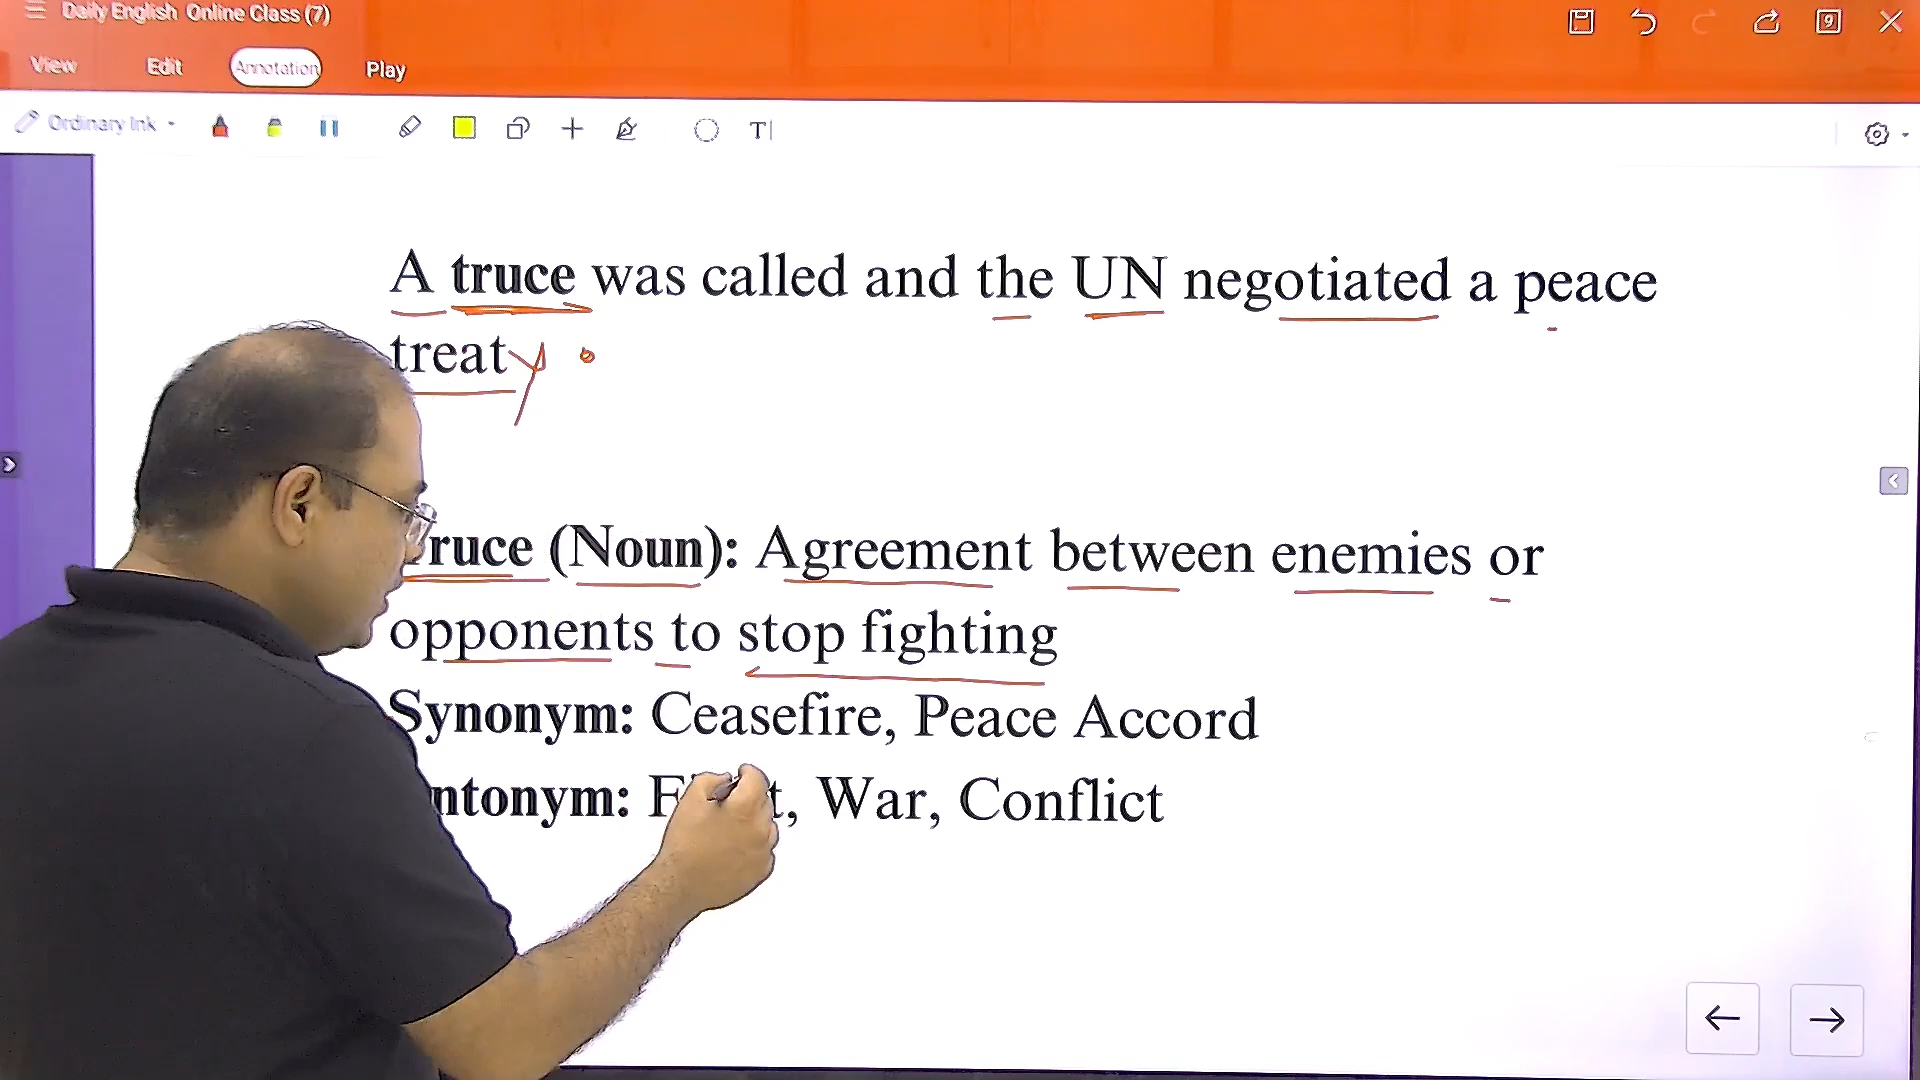 Daily English Online Class (7)
View Edit Annotation Play
Ordinary Ink
A truce was called and the UN negotiated a peace
treaty.
ruce (Noun): Agreement between enemies or
opponents to stop fighting
Synonym: Ceasefire, Peace Accord
ntonym: War, Conflict